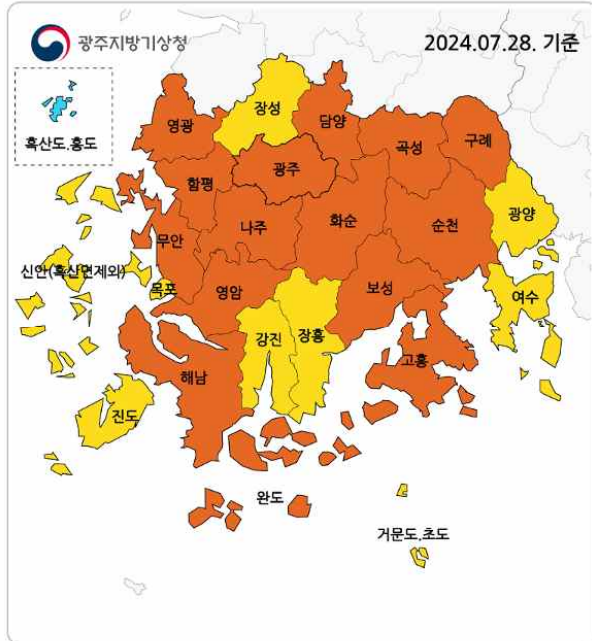 광주지방기상청
2024.07.28. 기준
흑산도.홍도
영광
장성
담양
곡성
구례
함평
광주
나주
화순
순천
광양
무안
신안(흑산면제외)
목포
영암
보성
여수
강진
장흥
해남
고흥
진도
완도
거문도.초도